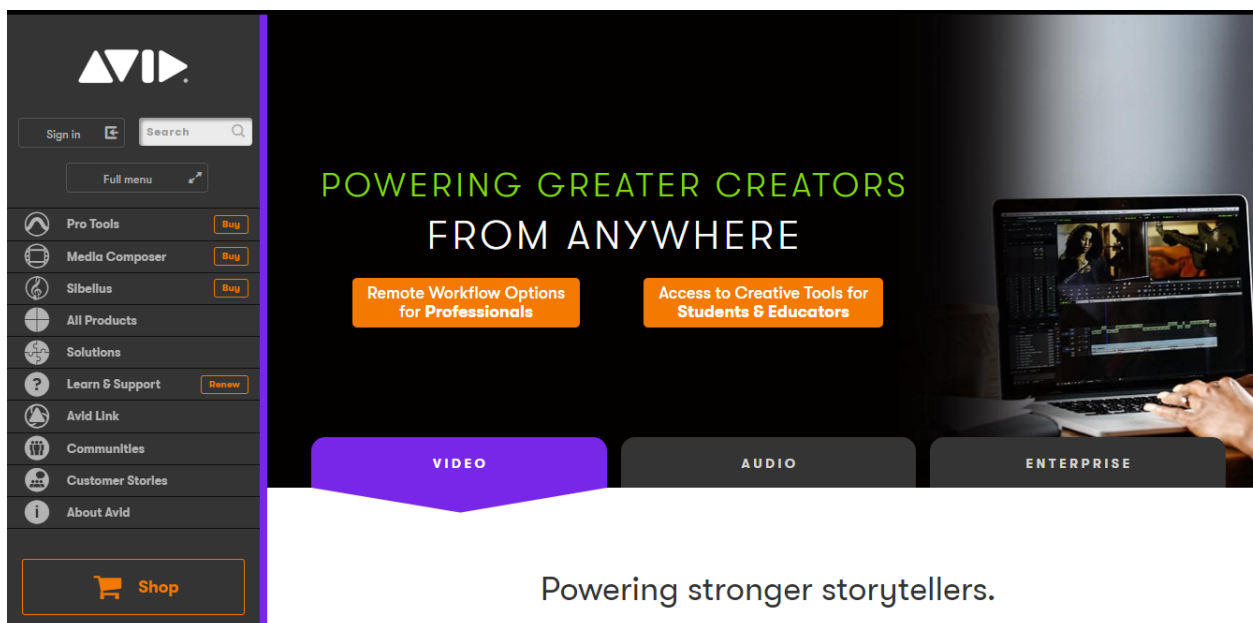 AVID
Sign in
Search
Full menu
Pro Tools Buy
Media Composer Buy
Sibelius Buy
All Products
Solutions
Learn & Support Renew
Avid Link
Communities
Customer Stories
About Avid
Shop
POWERING GREATER CREATORS
FROM ANYWHERE
Remote Workflow Options
for Professionals
Access to Creative Tools for
Students & Educators
VIDEO
AUDIO
ENTERPRISE
Powering stronger storytellers.